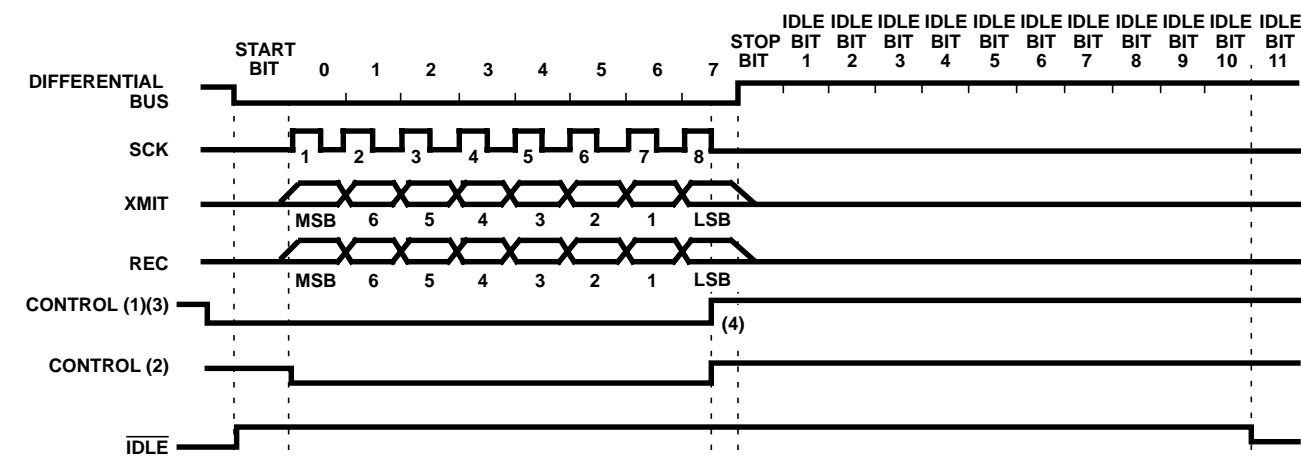 IDLE IDLE IDLE IDLE IDLE IDLE IDLE IDLE IDLE IDLE IDLE
START STOP BIT BIT BIT BIT BIT BIT BIT BIT BIT BIT BIT
BIT 0 1 2 3 4 5 6 7 BIT 1 2 3 4 5 6 7 8 9 10 11
DIFFERENTIAL
BUS
SCK
1 2 3 4 5 6 7 8
XMIT
MSB 6 5 4 3 2 1 LSB
REC
MSB 6 5 4 3 2 1 LSB
CONTROL (1)(3)
(4)
CONTROL (2)
IDLE